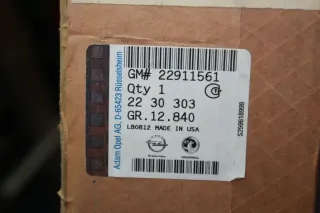 GM# 22911561
Qty 1
22 30 303
GR.12.840
LB0812 MADE IN USA
Adam Opel AG, D-65423 Rüsselsheim